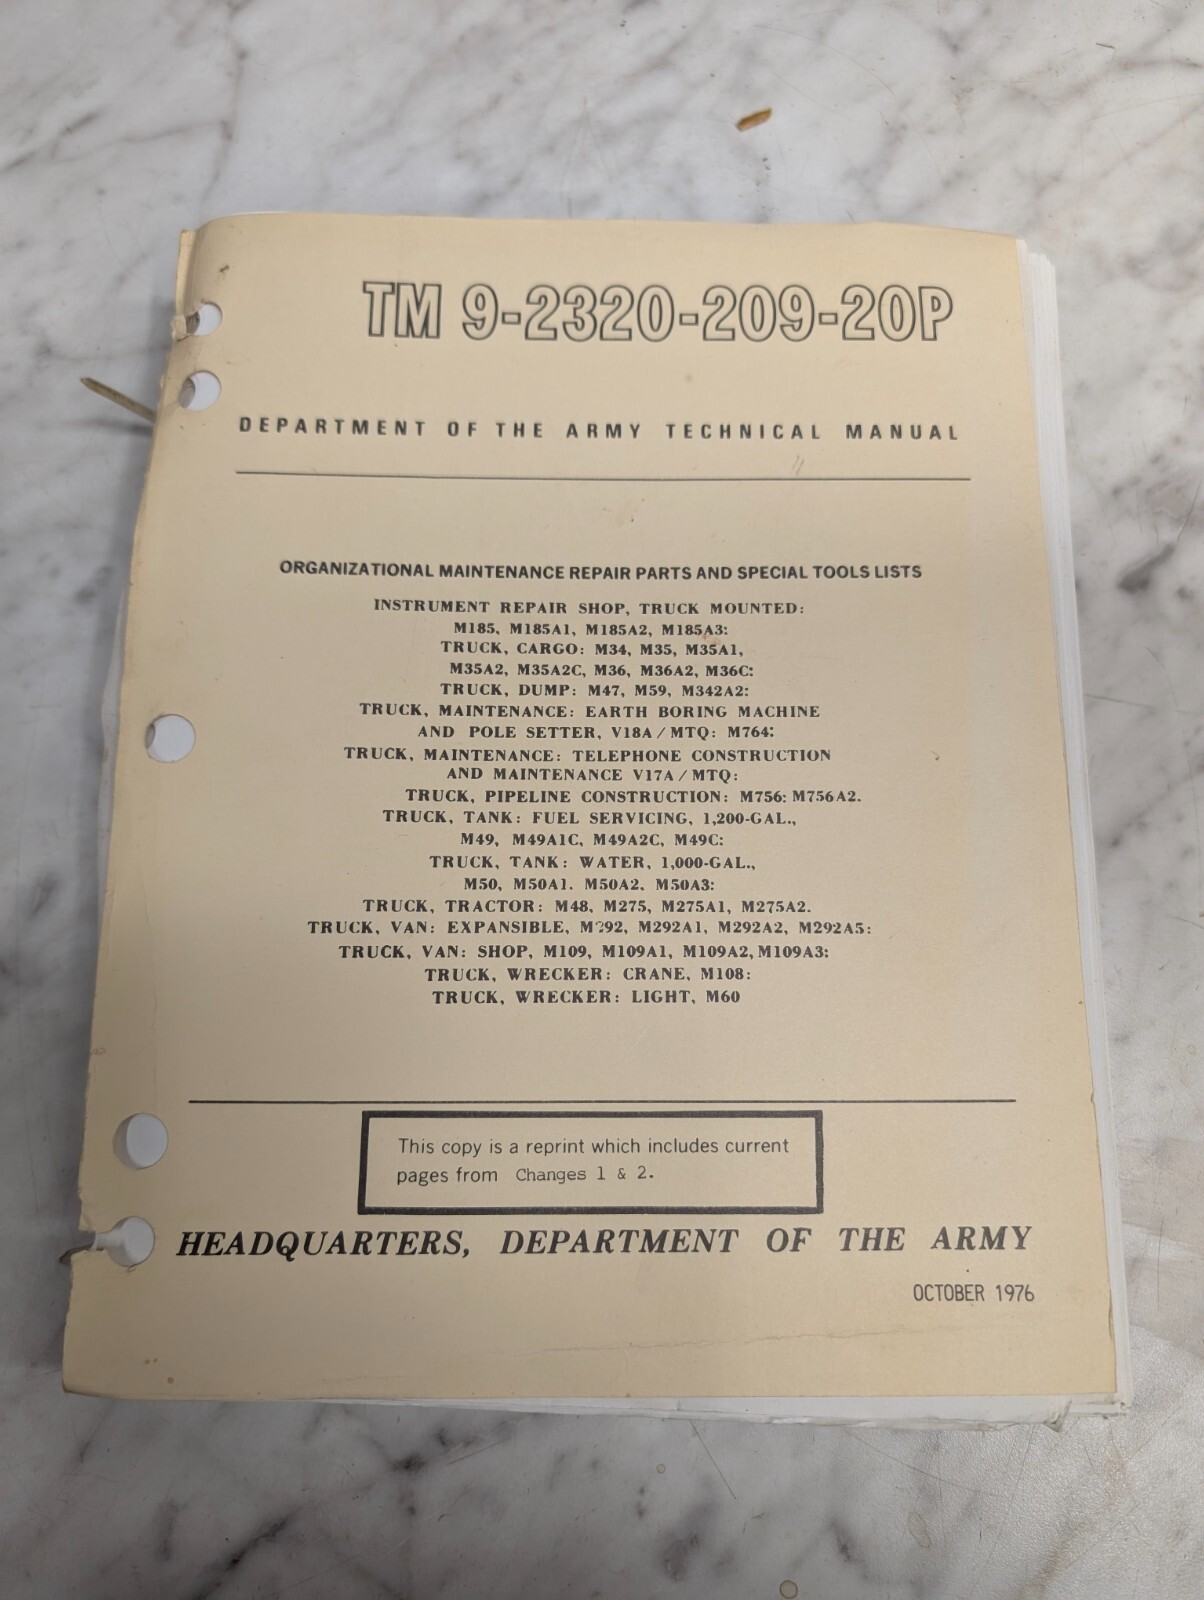 TM 9-2320-209-20P
DEPARTMENT OF THE ARMY TECHNICAL MANUAL
ORGANIZATIONAL MAINTENANCE REPAIR PARTS AND SPECIAL TOOLS LISTS
INSTRUMENT REPAIR SHOP, TRUCK MOUNTED:
M185, M185A1, M185A2, M185A3:
TRUCK, CARGO: M34, M35, M35A1,
M35A2, M35A2C, M36, M36A2, M36C:
TRUCK, DUMP: M47, M59, M342A2:
TRUCK, MAINTENANCE: EARTH BORING MACHINE
AND POLE SETTER, V18A/MTQ: M764:
TRUCK, MAINTENANCE: TELEPHONE CONSTRUCTION
AND MAINTENANCE V17A/MTQ:
TRUCK, PIPELINE CONSTRUCTION: M756: M756A2.
TRUCK, TANK: FUEL SERVICING, 1,200-GAL.,
M49, M49A1C, M49A2C, M49C:
TRUCK, TANK: WATER, 1,000-GAL.,
M50, M50A1. M50A2, M50A3:
TRUCK, TRACTOR: M48, M275, M275A1, M275A2.
TRUCK, VAN: EXPANSIBLE, M292, M292A1, M292A2, M292A5:
TRUCK, VAN: SHOP, M109, M109A1, M109A2, M109A3:
TRUCK, WRECKER: CRANE, M108:
TRUCK, WRECKER: LIGHT, M60
This copy is a reprint which includes current
pages from Changes 1 & 2.
HEADQUARTERS, DEPARTMENT OF THE ARMY
OCTOBER 1976